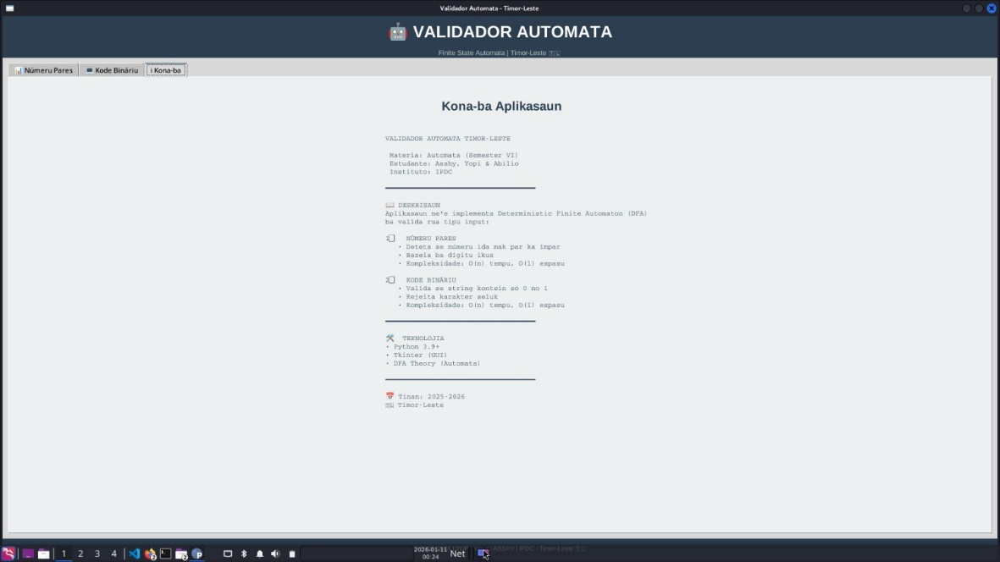 Validador Automata - Timor-Leste
🤖 VALIDADOR AUTOMATA
Finite State Automata | Timor-Leste 🇹🇱
📊 Númeru Pares
💻 Kode Bináriu
ℹ Kona-ba
Kona-ba Aplikasaun
VALIDADOR AUTOMATA TIMOR-LESTE
Materia: Automata (Semester VI)
Estudante: Asshy, Yopi & Abilio
Instituto: IPDC
📖 DESKRISAUN
Aplikasaun ne'e implementa Deterministic Finite Automaton (DFA)
ba valida rua tipu input:
1 NÚMERU PARES
• Deteta se númeru ida mak par ka ímpar
• Bazeia ba dígitu ikus
• Kompleksidade: O(n) tempu, O(1) espasu
2 KODE BINÁRIU
• Valida se string kontein só 0 no 1
• Rejeita karakter seluk
• Kompleksidade: O(n) tempu, O(1) espasu
🛠 TEKNOLOJIA
• Python 3.9+
• Tkinter (GUI)
• DFA Theory (Automata)
📅 Tinan: 2025-2026
🇹🇱 Timor-Leste
1 2 3 4
2026-01-11
00:24
Net
ASSHY | IPDC - Timor-Leste 🇹🇱